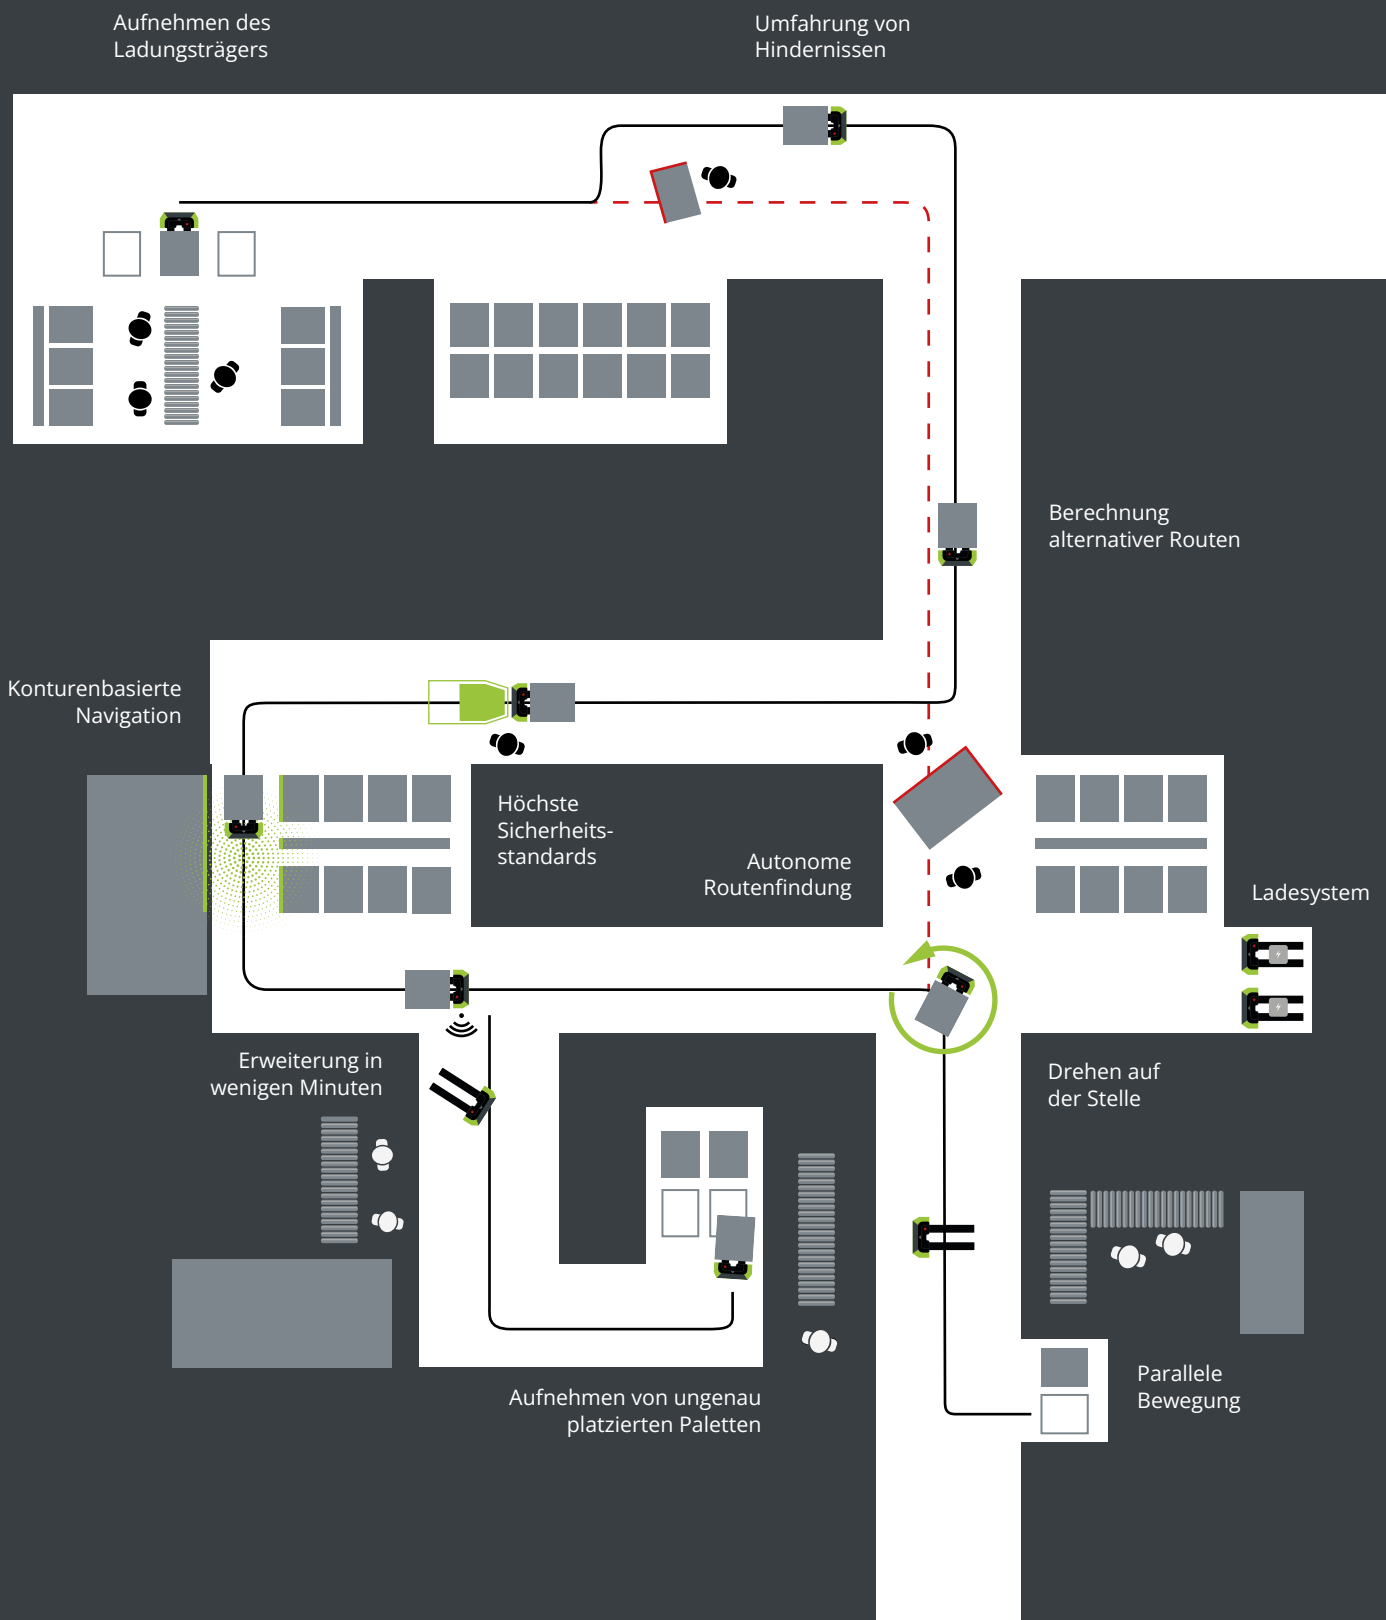 Aufnehmen des
Ladungsträgers
Umfahrung von
Hindernissen
Berechnung
alternativer Routen
Konturenbasierte
Navigation
Höchste
Sicherheits-
standards
Autonome
Routenfindung
Ladesystem
Erweiterung in
wenigen Minuten
Drehen auf
der Stelle
Parallele
Bewegung
Aufnehmen von ungenau
platzierten Paletten